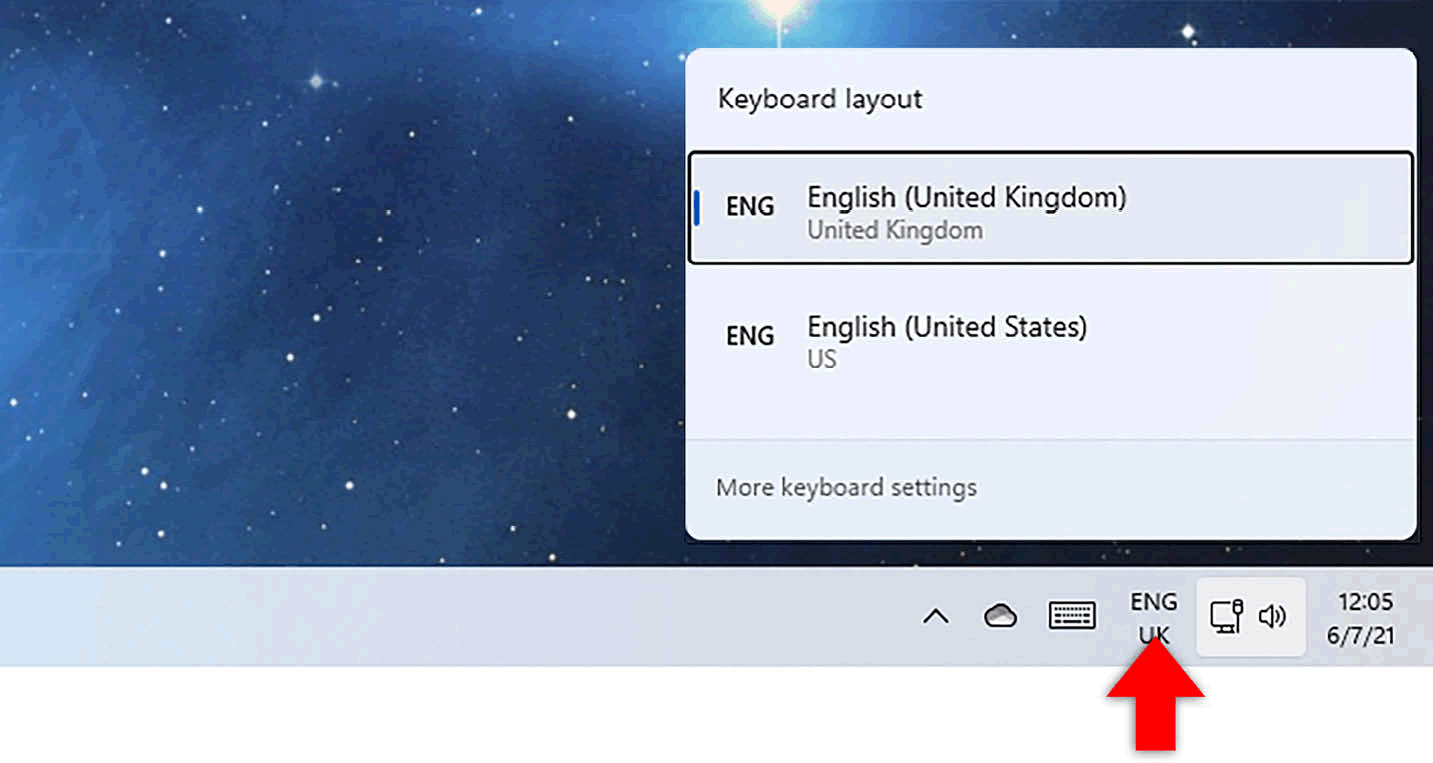 Keyboard layout
ENG
English (United Kingdom)
United Kingdom
ENG
English (United States)
US
More keyboard settings
ENG
UK
12:05
6/7/21